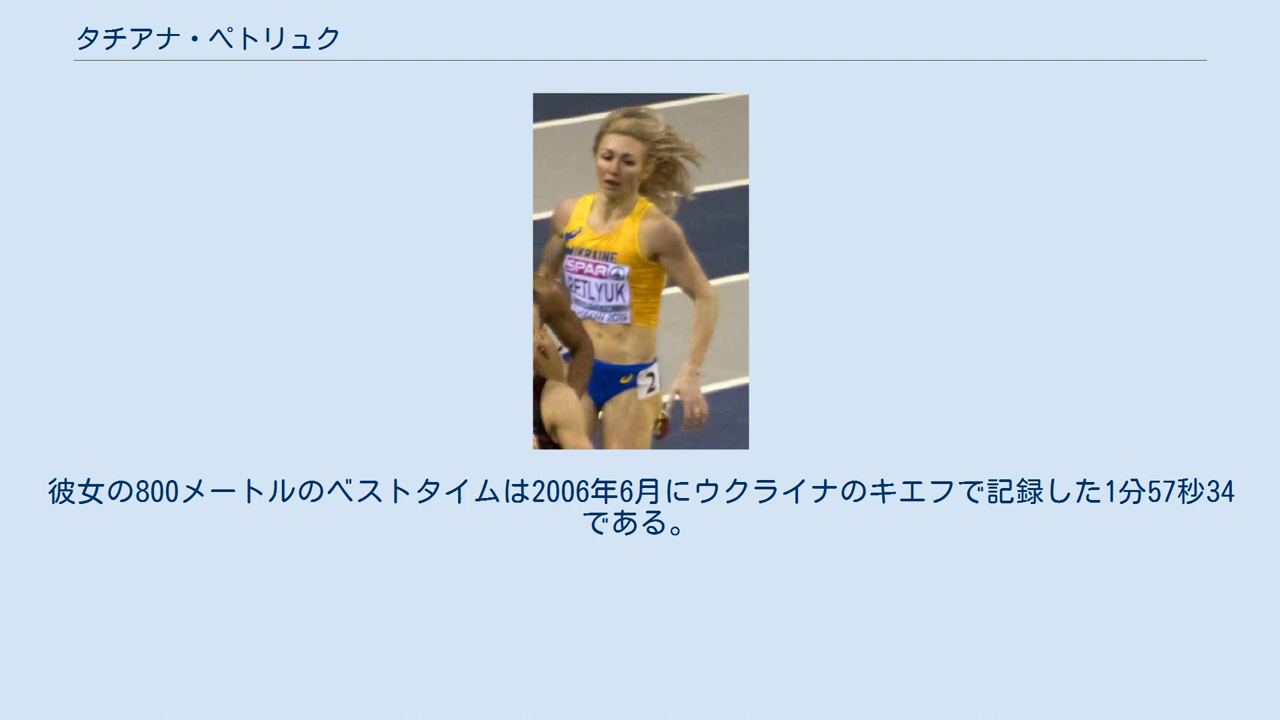 タチアナ・ペトリュク
UKRAINE
SPAR
PETLYUK
2
彼女の800メートルのベストタイムは2006年6月にウクライナのキエフで記録した1分57秒34
である。